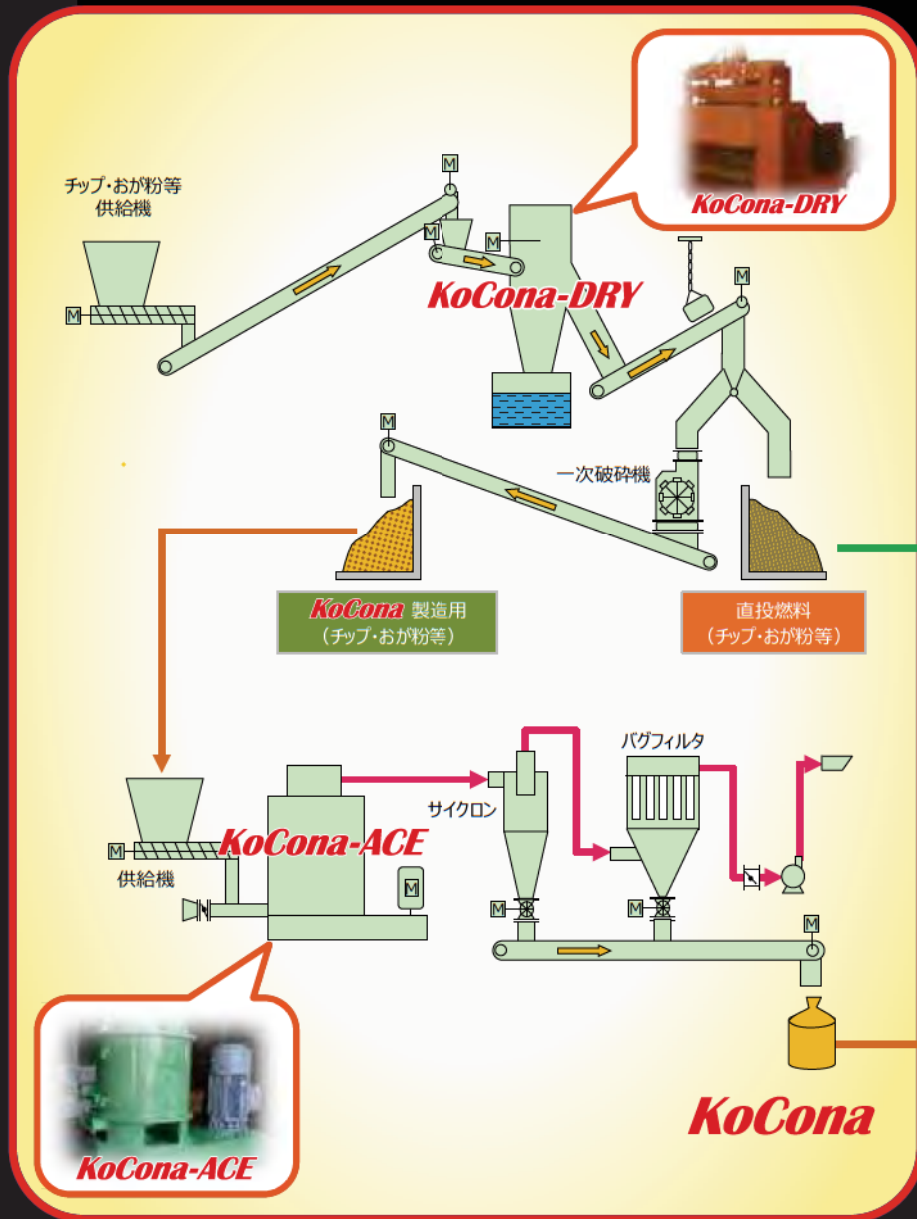 KoCona-DRY
チップ・おが粉等
供給機
M
M
M
M
M
M
KoCona-DRY
M
一次破砕機
KoCona 製造用
（チップ・おが粉等）
直投燃料
（チップ・おが粉等）
バグフィルタ
サイクロン
KoCona-ACE
M
供給機
M
M
M
M
KoCona
KoCona-ACE